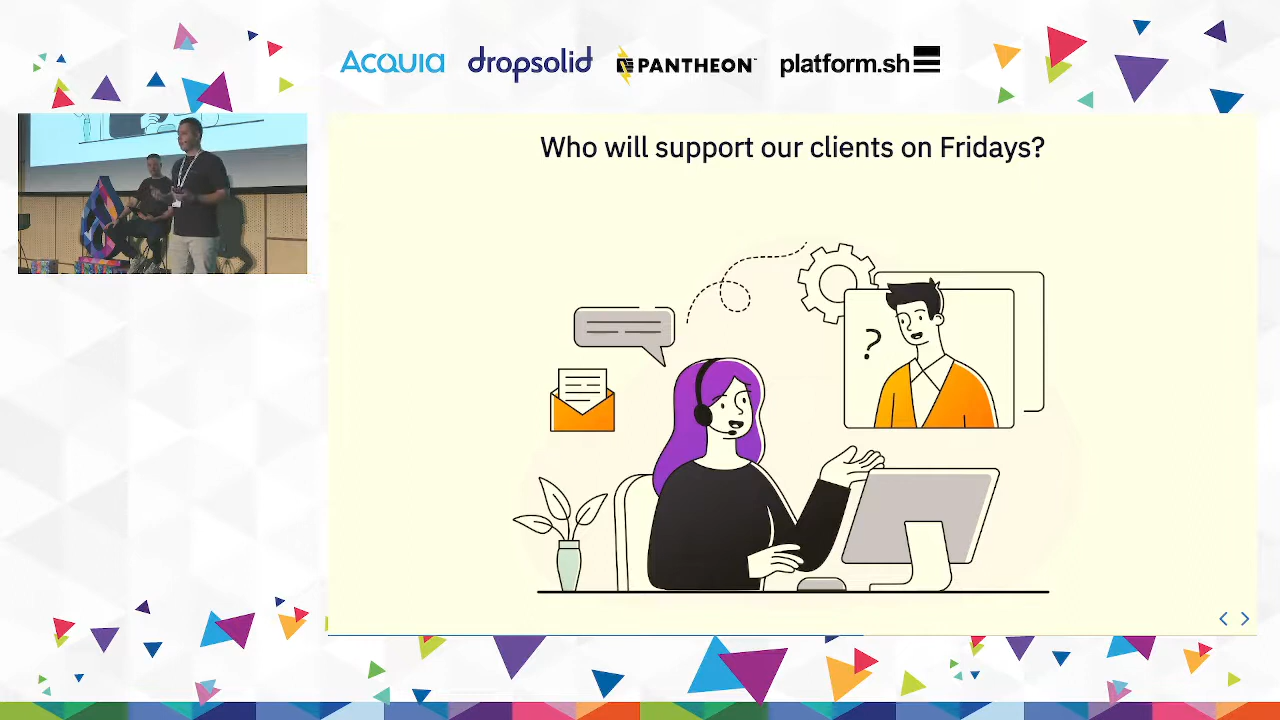 Acquia
dropsolid
PANTHEON
platform.sh
Who will support our clients on Fridays?
?